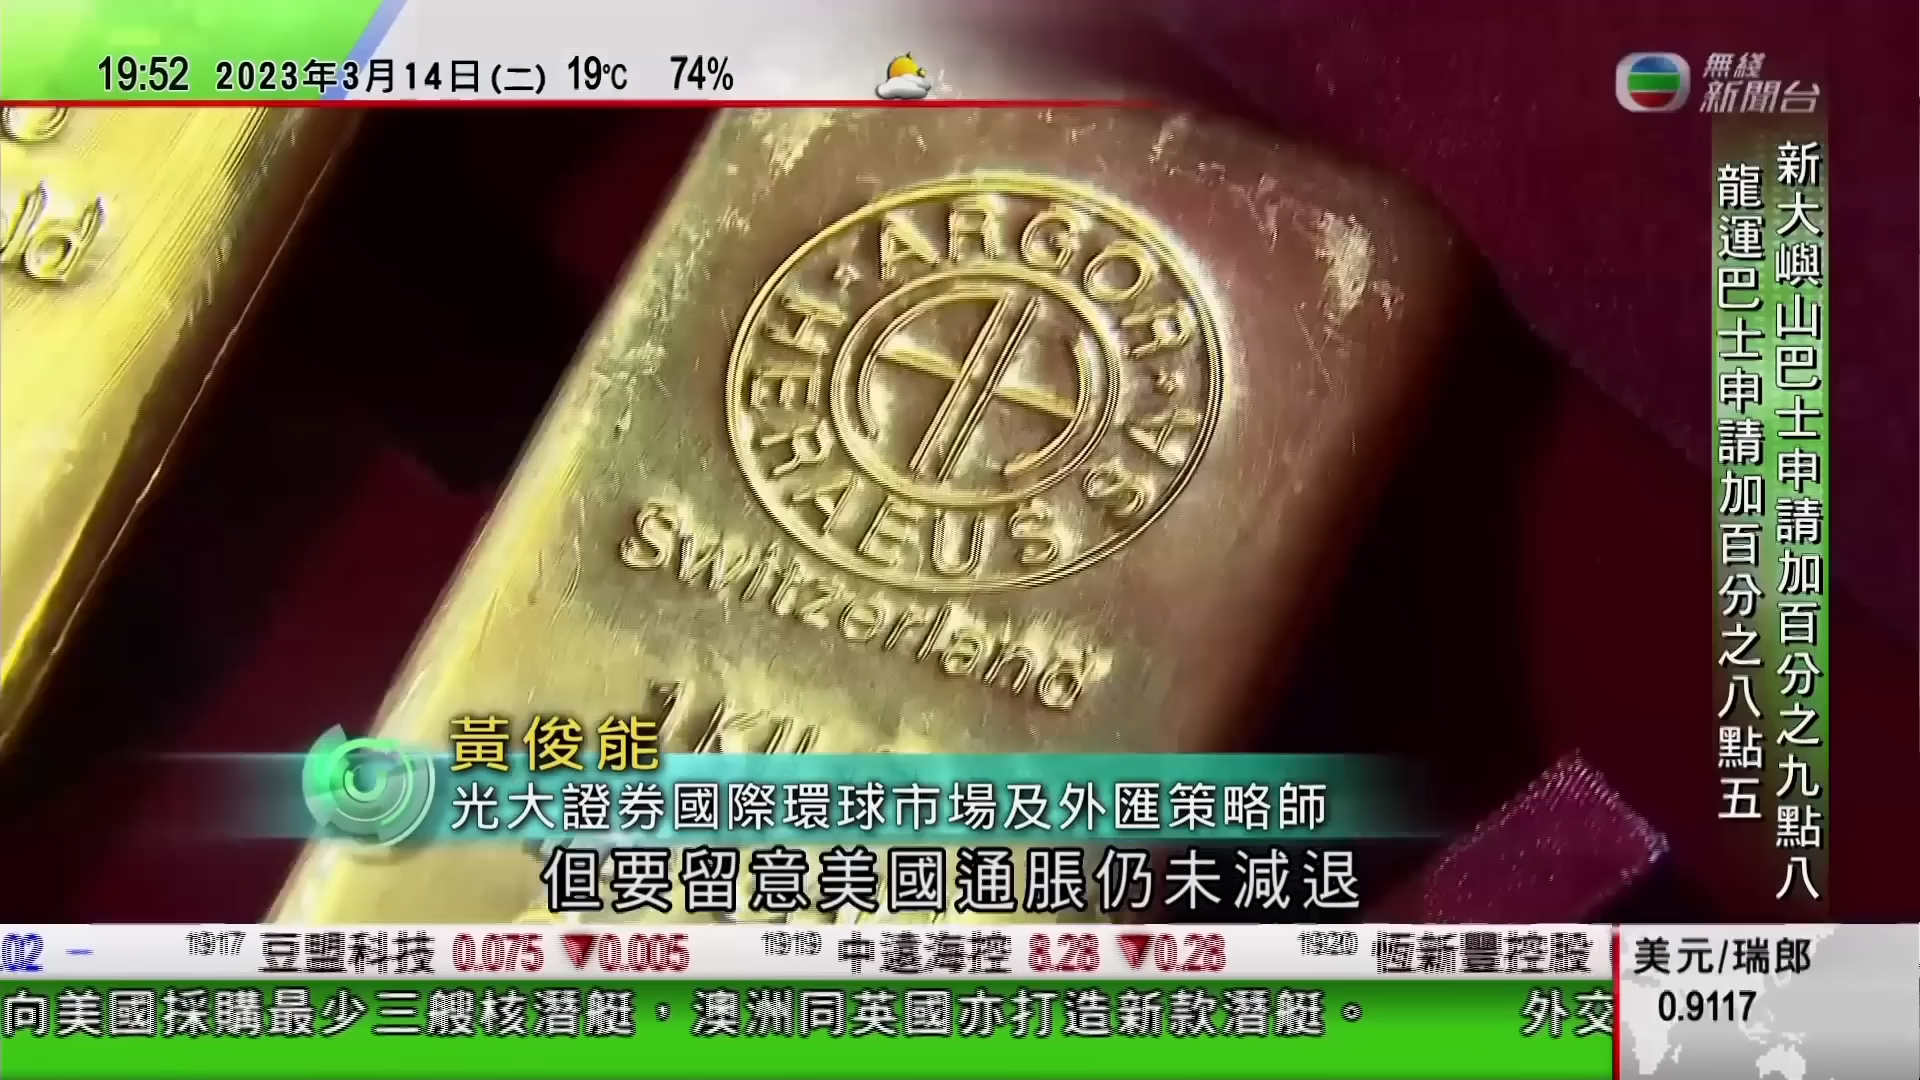 19:52 2023年3月14日(二) 19℃ 74%
無綫
新聞台
新大嶼山巴士申請加百分之九點八
龍運巴士申請加百分之八點五
ARGOR·HERAEUS SA
Switzerland
黃俊能
光大證券國際環球市場及外匯策略師
但要留意美國通脹仍未減退
.02 – 1917 豆盟科技 0.075 ▼0.005 1919 中遠海控 8.28 ▼0.28 1920 恆新豐控股
美元/瑞郎
0.9117
向美國採購最少三艘核潛艇，澳洲同英國亦打造新款潛艇。 外交